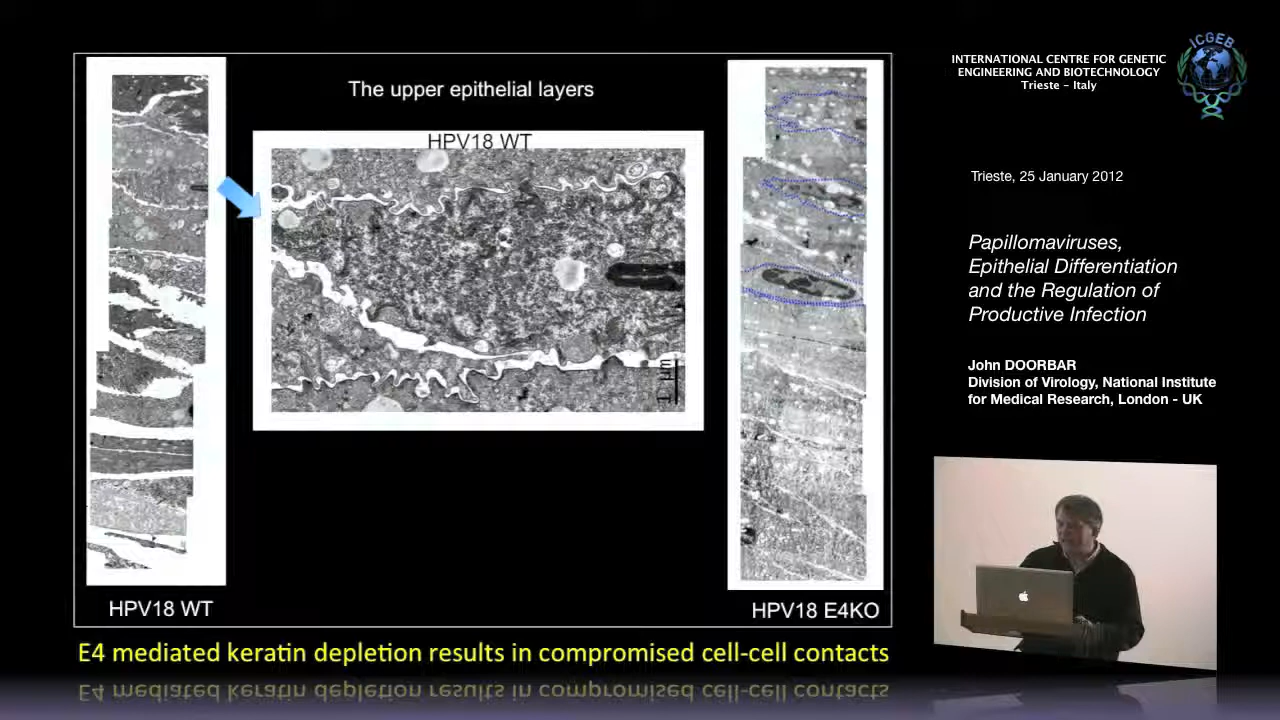 The upper epithelial layers
HPV18 WT
1 µm
HPV18 WT
HPV18 E4KO
E4 mediated keratin depletion results in compromised cell-cell contacts
INTERNATIONAL CENTRE FOR GENETIC
ENGINEERING AND BIOTECHNOLOGY
Trieste – Italy
ICGEB
Trieste, 25 January 2012
Papillomaviruses,
Epithelial Differentiation
and the Regulation of
Productive Infection
John DOORBAR
Division of Virology, National Institute
for Medical Research, London - UK